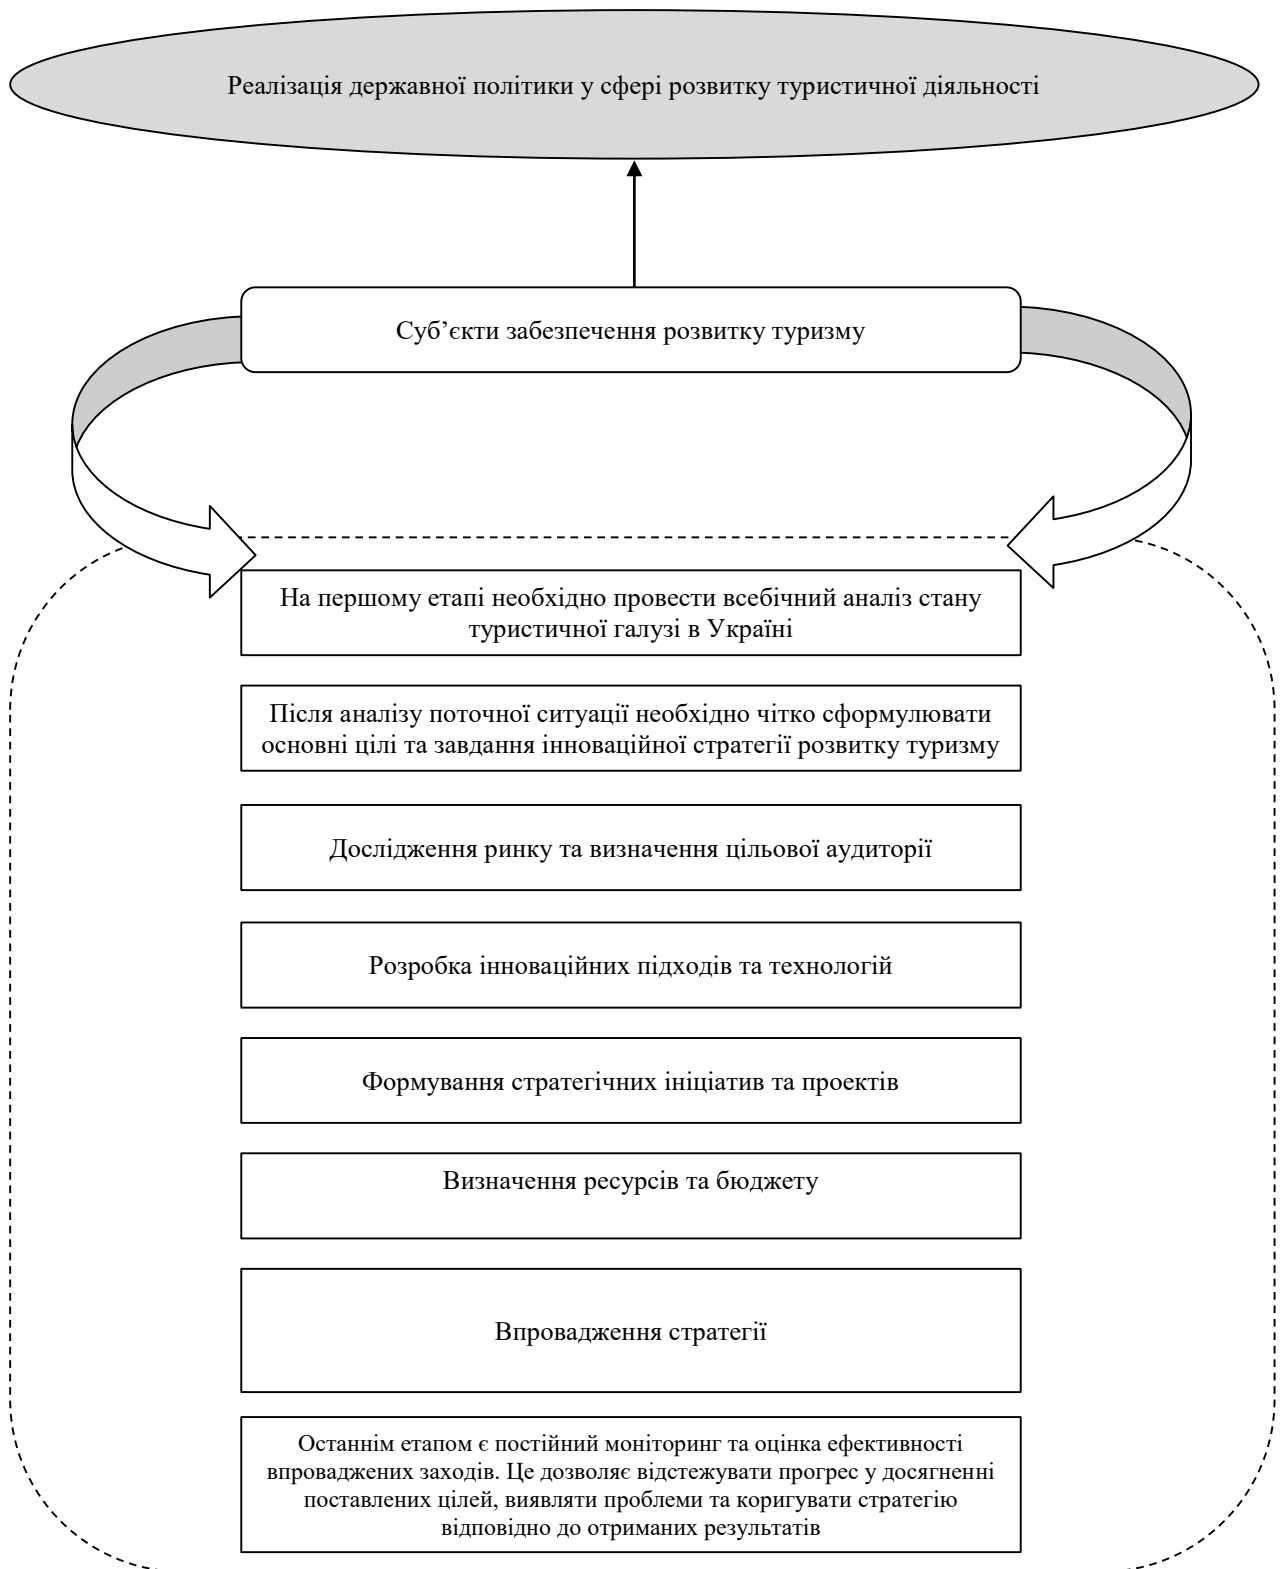 Реалізація державної політики у сфері розвитку туристичної діяльності
Суб’єкти забезпечення розвитку туризму
На першому етапі необхідно провести всебічний аналіз стану
туристичної галузі в Україні
Після аналізу поточної ситуації необхідно чітко сформулювати
основні цілі та завдання інноваційної стратегії розвитку туризму
Дослідження ринку та визначення цільової аудиторії
Розробка інноваційних підходів та технологій
Формування стратегічних ініціатив та проектів
Визначення ресурсів та бюджету
Впровадження стратегії
Останнім етапом є постійний моніторинг та оцінка ефективності
впроваджених заходів. Це дозволяє відстежувати прогрес у досягненні
поставлених цілей, виявляти проблеми та коригувати стратегію
відповідно до отриманих результатів